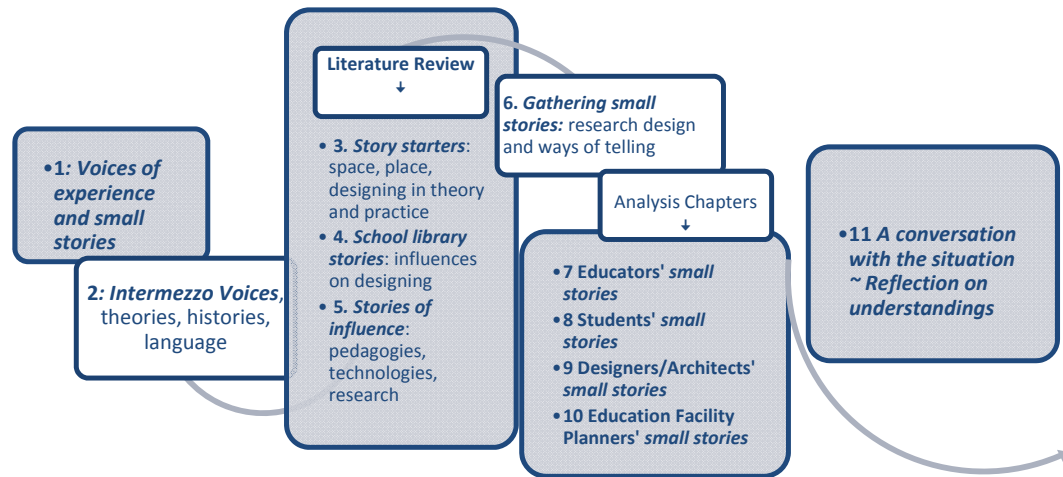 •1: Voices of
experience
and small
stories
2: Intermezzo Voices,
theories, histories,
language
Literature Review
↓
• 3. Story starters:
space, place,
designing in theory
and practice
• 4. School library
stories: influences
on designing
• 5. Stories of
influence:
pedagogies,
technologies,
research
6. Gathering small
stories: research design
and ways of telling
Analysis Chapters
↓
•7 Educators' small
stories
•8 Students' small
stories
•9 Designers/Architects'
small stories
•10 Education Facility
Planners' small stories
•11 A conversation
with the situation
~ Reflection on
understandings